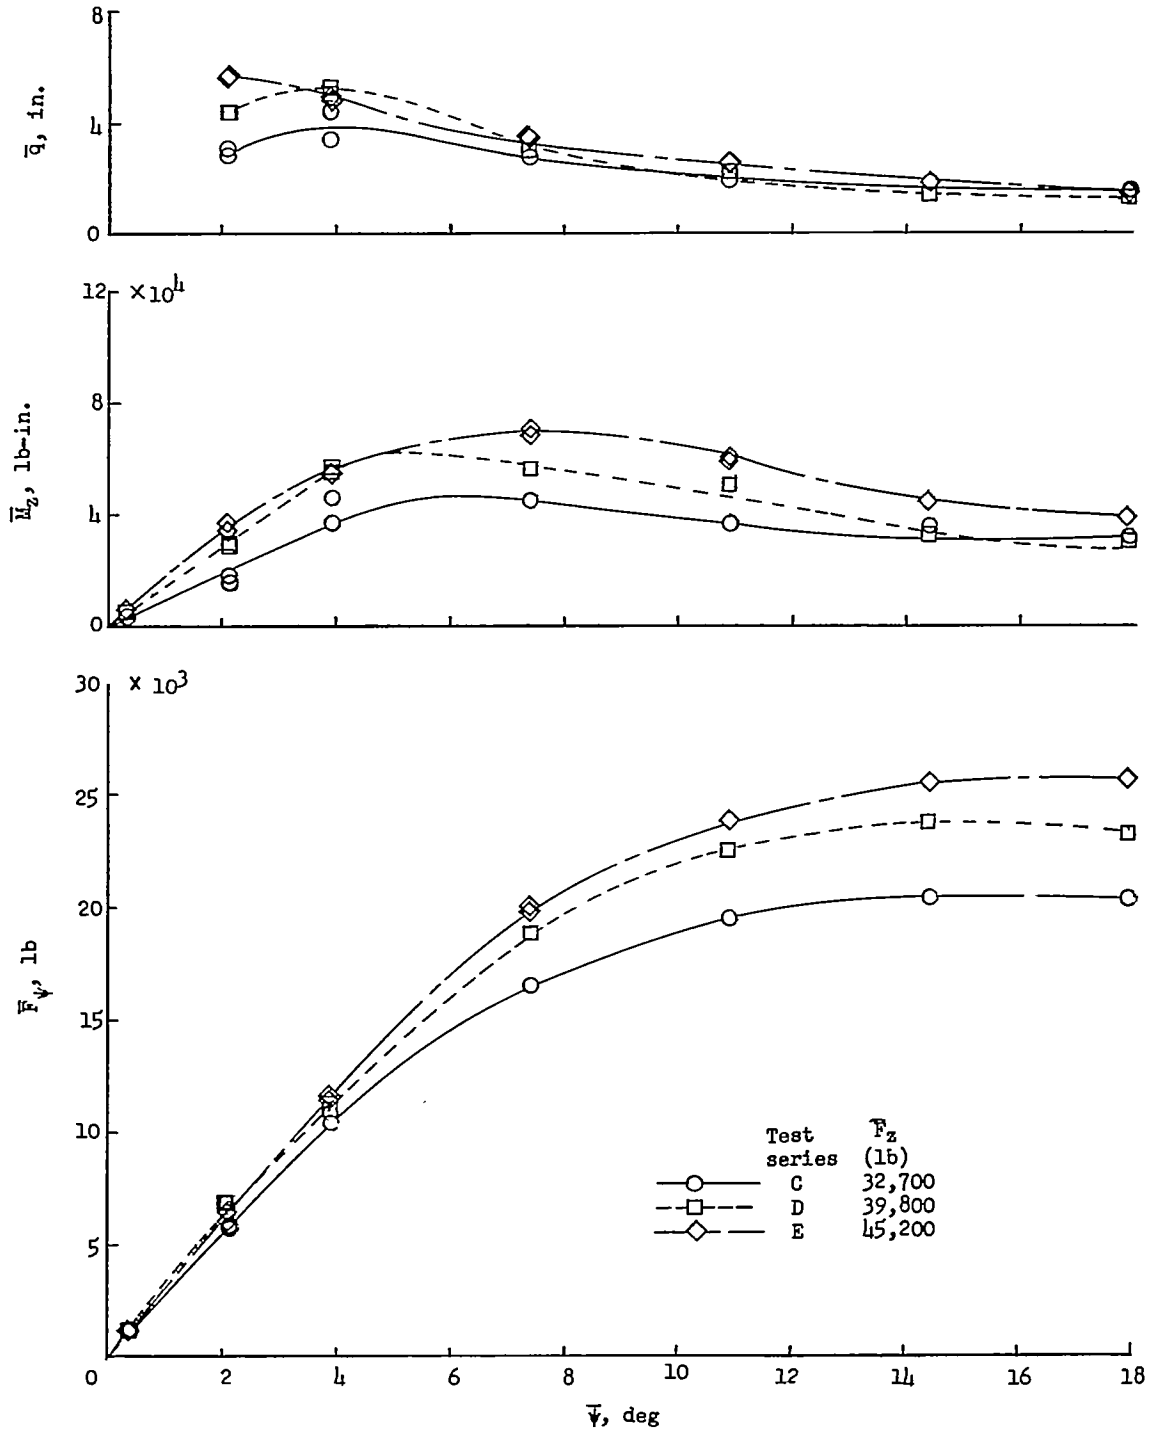 8
4
0
q̅, in.
12
× 10⁴
8
4
0
M̅z, lb-in.
30
× 10³
25
20
15
10
5
0
F̅ψ, lb
Test series
F̅z (lb)
C 32,700
D 39,800
E 45,200
2 4 6 8 10 12 14 16 18
ψ̅, deg